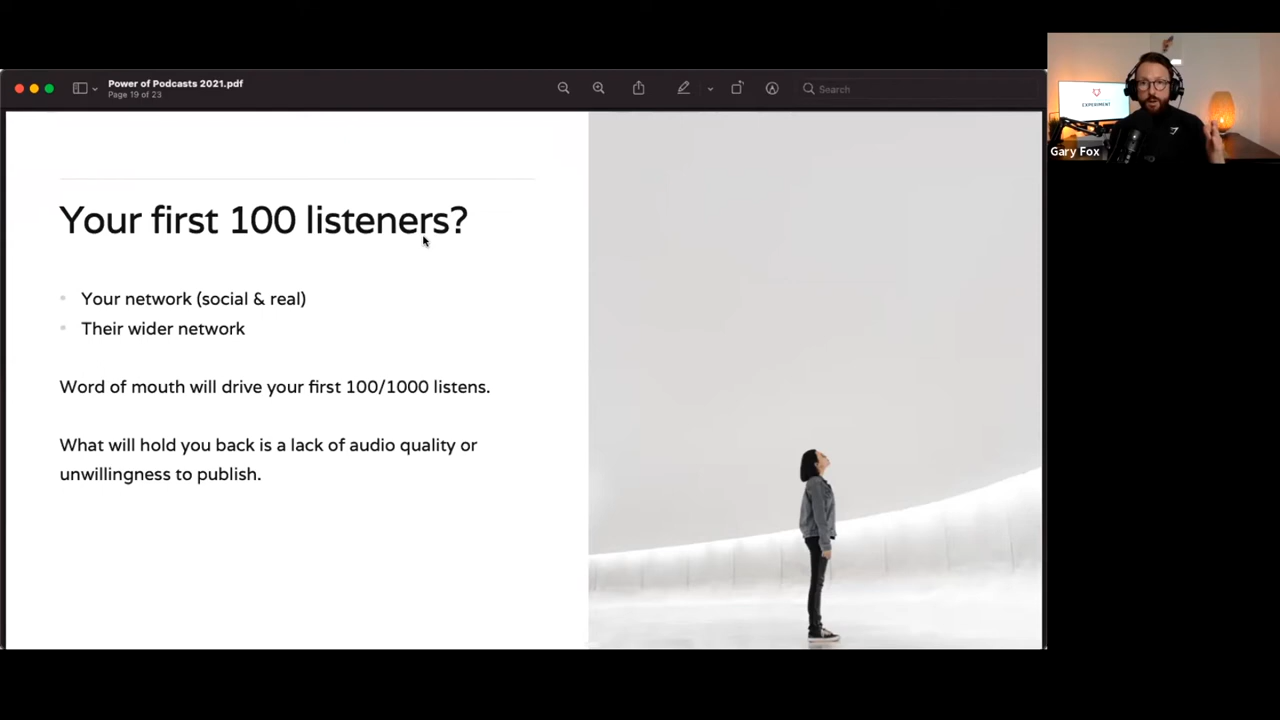 Power of Podcasts 2021.pdf
Page 19 of 23
Search
EXPERIMENT
Gary Fox
Your first 100 listeners?
Your network (social & real)
Their wider network
Word of mouth will drive your first 100/1000 listens.
What will hold you back is a lack of audio quality or
unwillingness to publish.